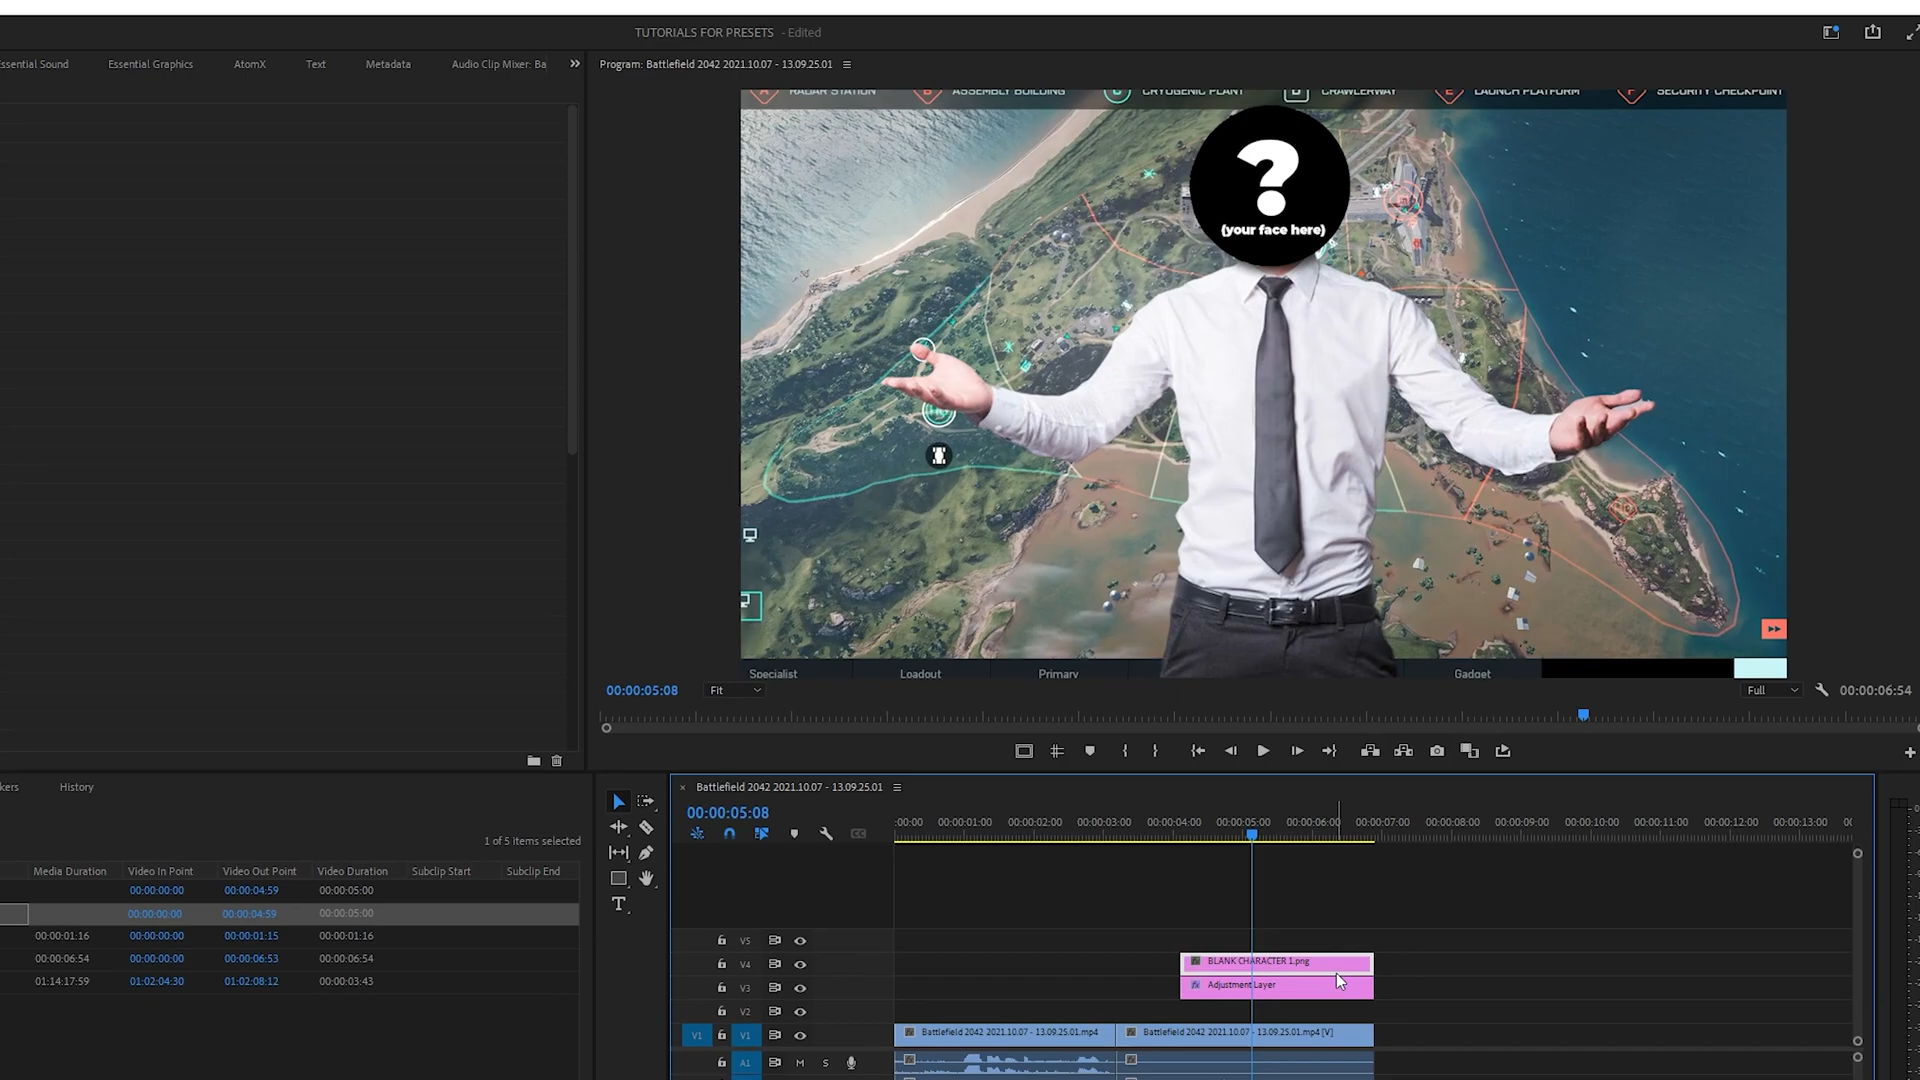 TUTORIALS FOR PRESETS - Edited
ssential Sound
Essential Graphics
AtomX
Text
Metadata
Audio Clip Mixer: Ba
Program: Battlefield 2042 2021.10.07 - 13.09.25.01
A RADAR STATION
B ASSEMBLY BUILDING
C CRYOGENIC PLANT
D CRAWLERWAY
E LAUNCH PLATFORM
F SECURITY CHECKPOINT
?
(your face here)
Specialist
Loadout
Primary
Gadget
00:00:05:08
Fit
Full
00:00:06:54
kers
History
1 of 5 items selected
Media Duration Video In Point Video Out Point Video Duration Subclip Start Subclip End
00:00:00:00 00:00:04:59 00:00:05:00
00:00:00:00 00:00:04:59 00:00:05:00
00:00:01:16 00:00:00:00 00:00:01:15 00:00:01:16
00:00:06:54 00:00:00:00 00:00:06:53 00:00:06:54
01:14:17:59 01:02:04:30 01:02:08:12 00:00:03:43
T
Battlefield 2042 2021.10.07 - 13.09.25.01
00:00:05:08
:00:00 00:00:01:00 00:00:02:00 00:00:03:00 00:00:04:00 00:00:05:00 00:00:06:00 00:00:07:00 00:00:08:00 00:00:09:00 00:00:10:00 00:00:11:00 00:00:12:00 00:00:13:00
V5
V4
BLANK CHARACTER 1.png
V3
Adjustment Layer
V2
V1 V1
Battlefield 2042 2021.10.07 - 13.09.25.01.mp4
Battlefield 2042 2021.10.07 - 13.09.25.01.mp4 [V]
A1 M S